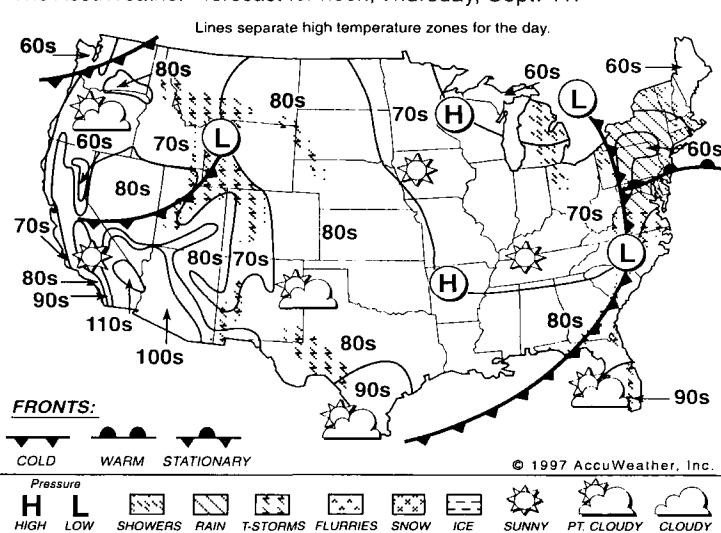 Lines separate high temperature zones for the day.
60s
80s
60s
60s
80s
70s
H
L
L
70s
60s
60s
80s
70s
70s
80s
80s
70s
L
80s
H
90s
110s
80s
100s
80s
90s
90s
FRONTS:
COLD WARM STATIONARY
© 1997 AccuWeather, Inc.
Pressure
H L
HIGH LOW SHOWERS RAIN T-STORMS FLURRIES SNOW ICE SUNNY PT. CLOUDY CLOUDY